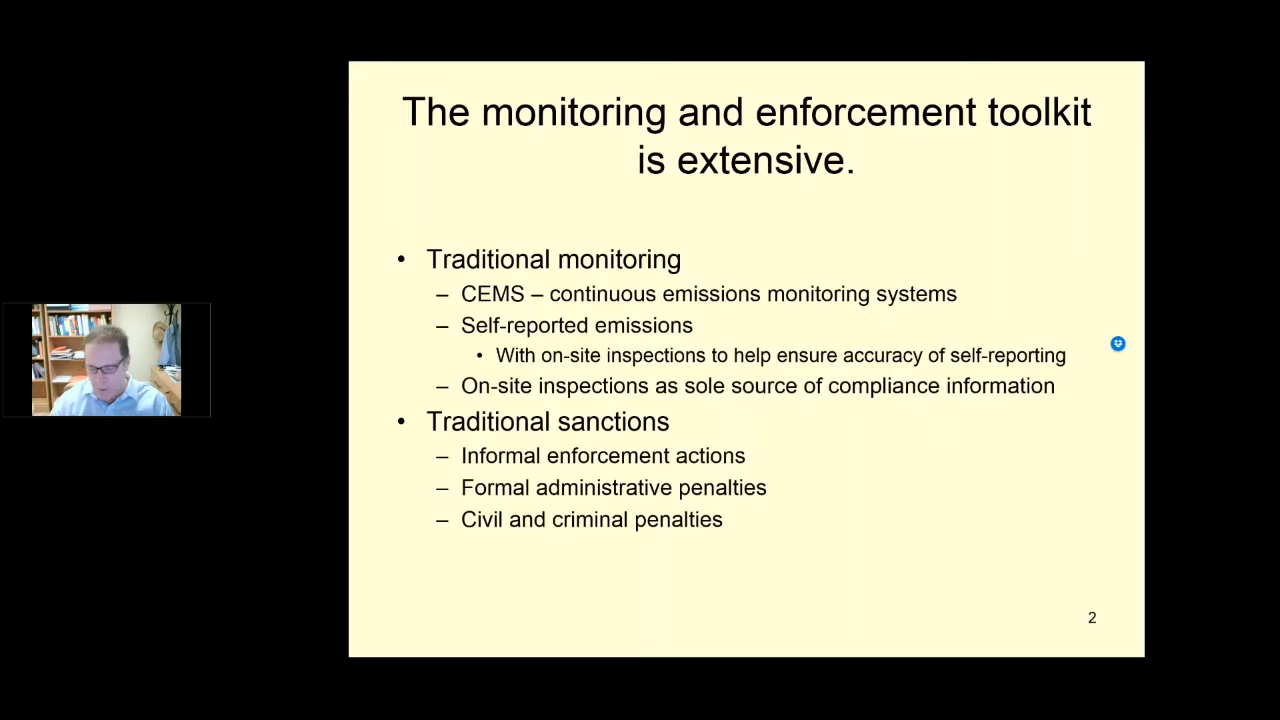 The monitoring and enforcement toolkit
is extensive.
• Traditional monitoring
– CEMS – continuous emissions monitoring systems
– Self-reported emissions
• With on-site inspections to help ensure accuracy of self-reporting
– On-site inspections as sole source of compliance information
• Traditional sanctions
– Informal enforcement actions
– Formal administrative penalties
– Civil and criminal penalties
2